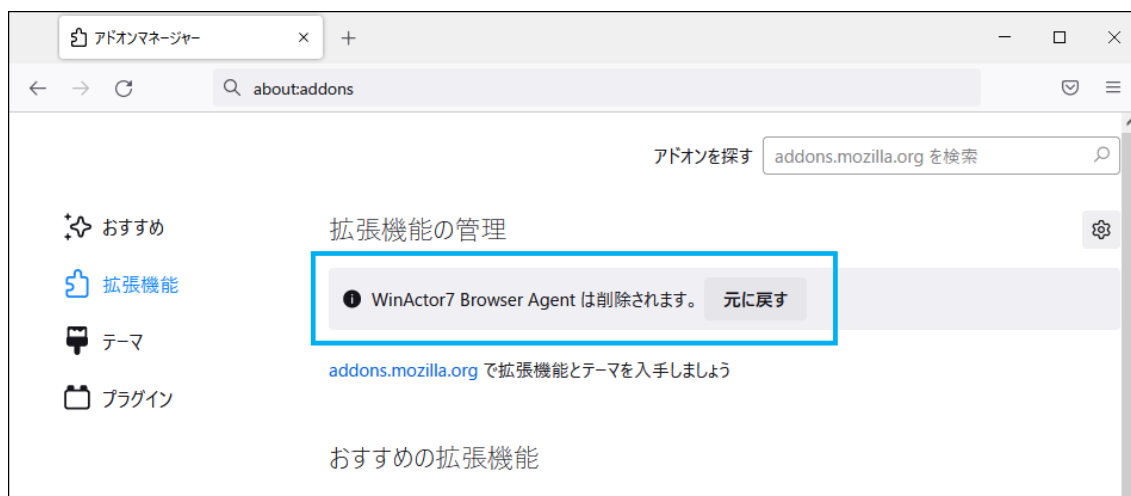 アドオンマネージャー
about:addons
アドオンを探す addons.mozilla.org を検索
おすすめ
拡張機能
テーマ
プラグイン
拡張機能の管理
WinActor7 Browser Agent は削除されます。 元に戻す
addons.mozilla.org で拡張機能とテーマを入手しましょう
おすすめの拡張機能